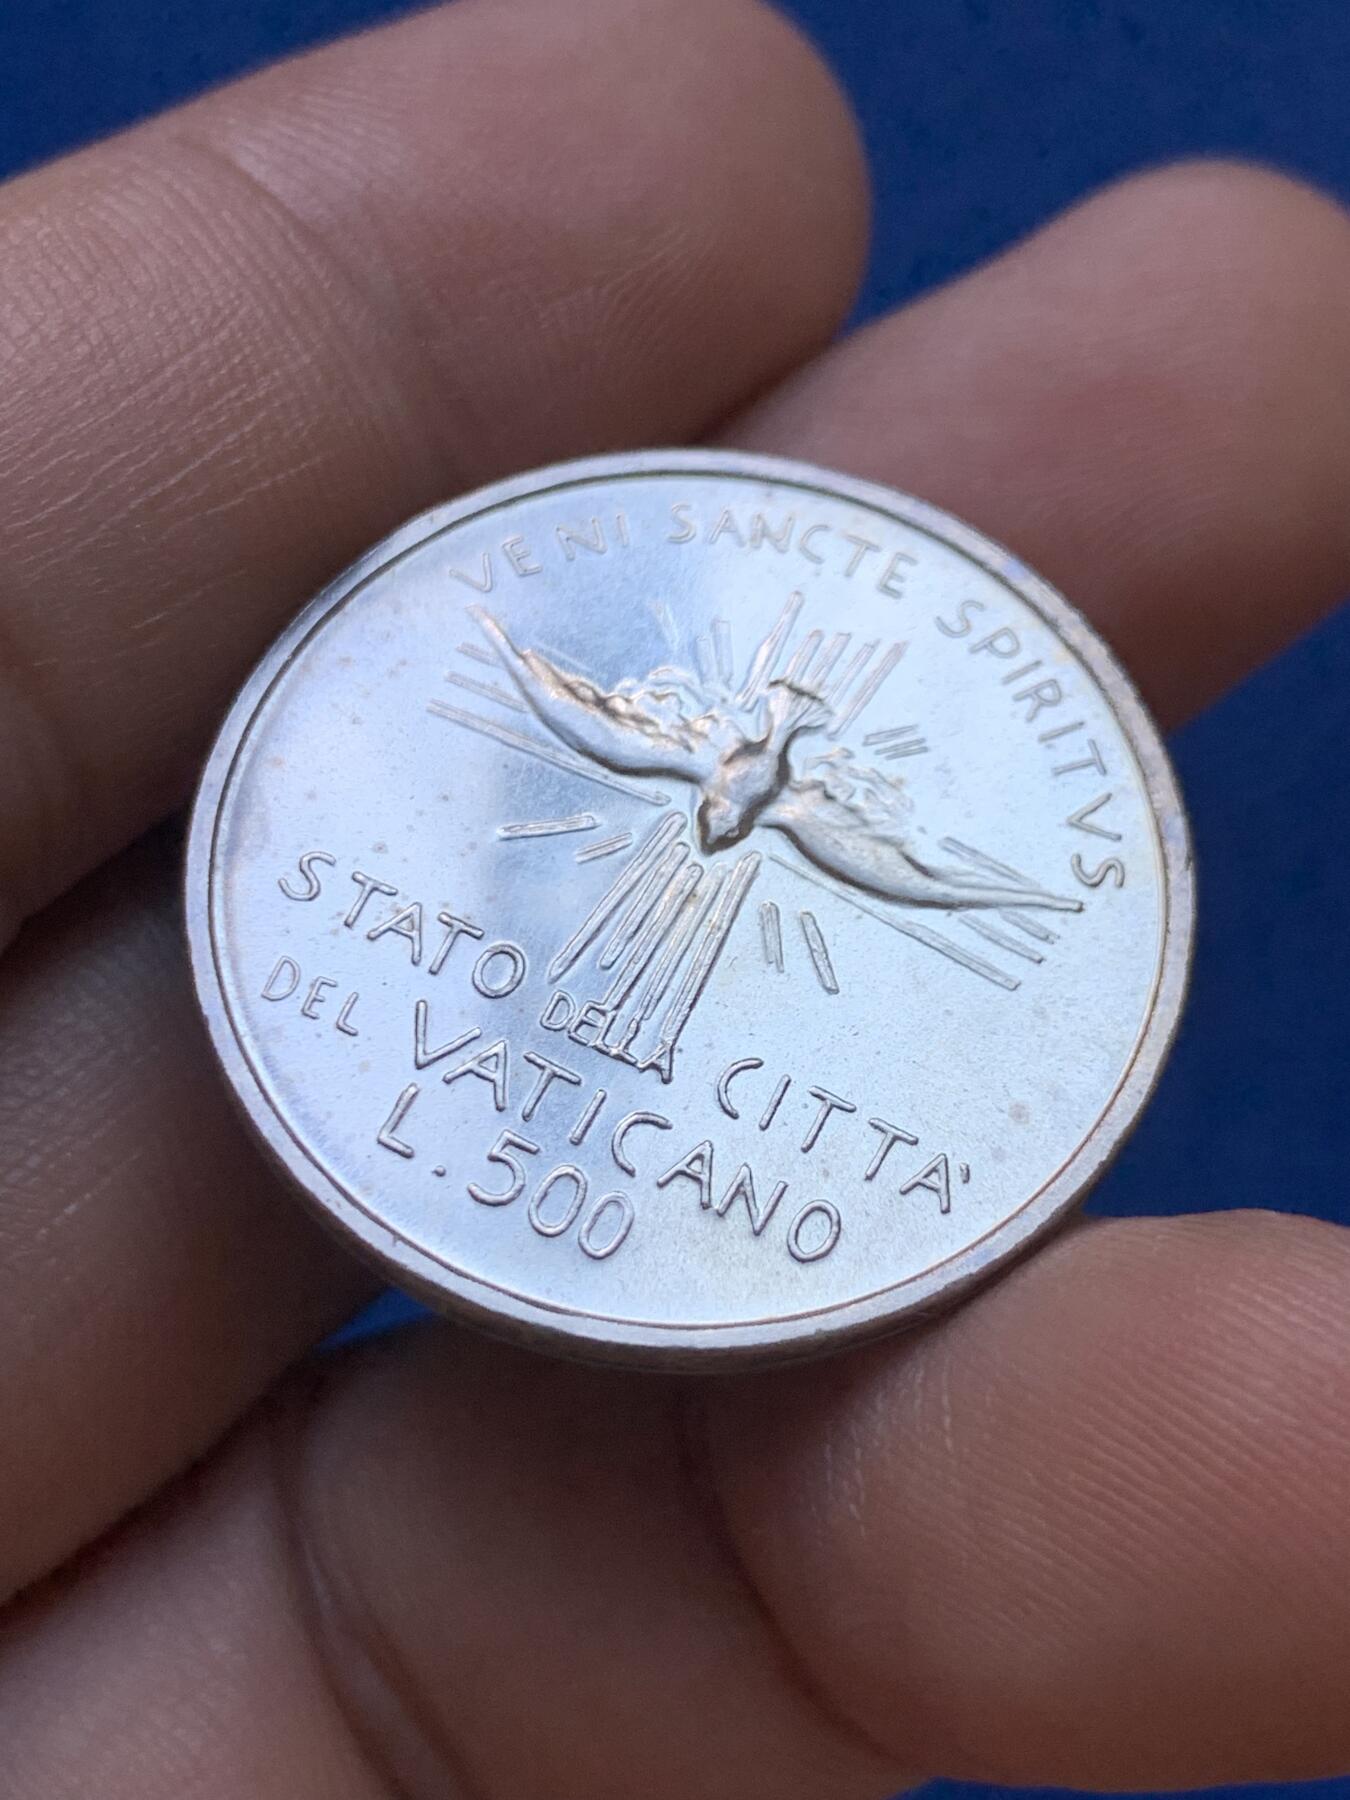 VENI SANCTE SPIRITVS
STATO DELLA CITTA'
DEL VATICANO
L. 500